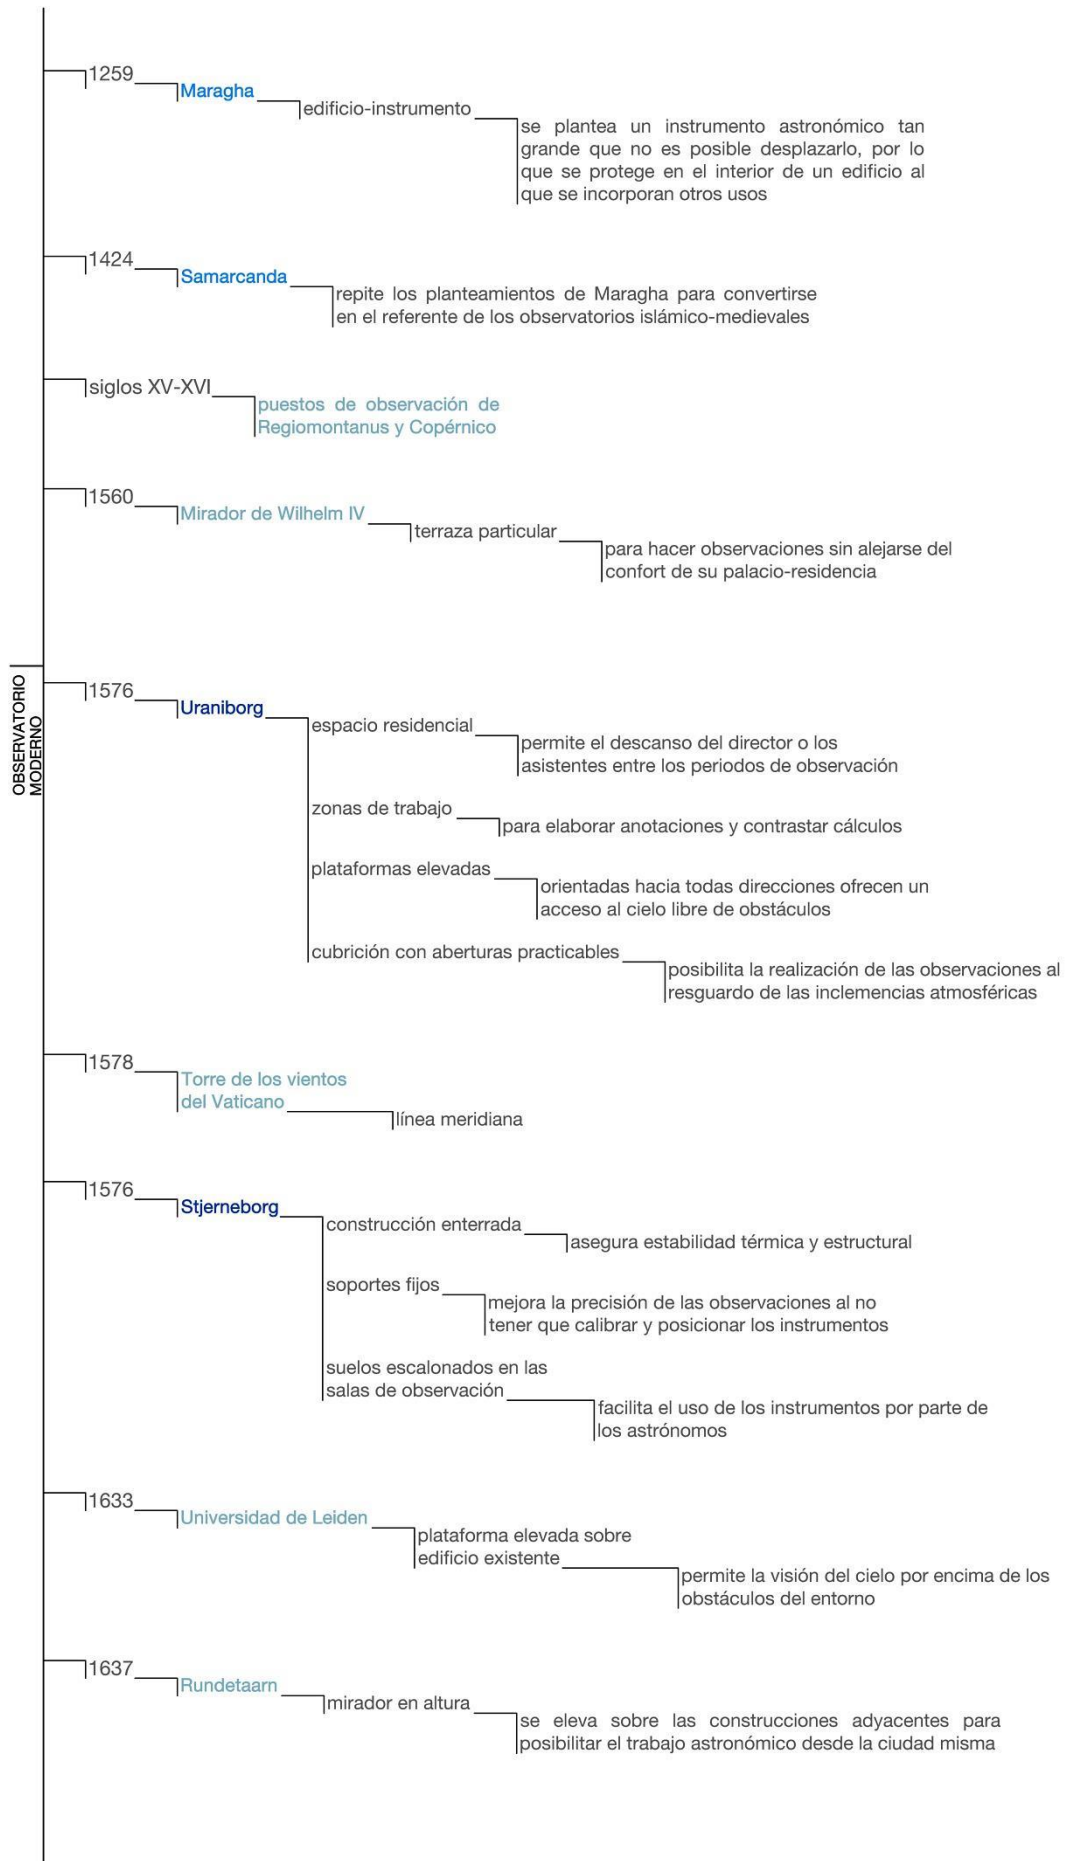 1259
Maragha
edificio-instrumento
se plantea un instrumento astronómico tan
grande que no es posible desplazarlo, por lo
que se protege en el interior de un edificio al
que se incorporan otros usos
1424
Samarcanda
repite los planteamientos de Maragha para convertirse
en el referente de los observatorios islámico-medievales
siglos XV-XVI
puestos de observación de
Regiomontanus y Copérnico
1560
Mirador de Wilhelm IV
terraza particular
para hacer observaciones sin alejarse del
confort de su palacio-residencia
OBSERVATORIO
MODERNO
1576
Uraniborg
espacio residencial
permite el descanso del director o los
asistentes entre los periodos de observación
zonas de trabajo
para elaborar anotaciones y contrastar cálculos
plataformas elevadas
orientadas hacia todas direcciones ofrecen un
acceso al cielo libre de obstáculos
cubrición con aberturas practicables
posibilita la realización de las observaciones al
resguardo de las inclemencias atmosféricas
1578
Torre de los vientos
del Vaticano
línea meridiana
1576
Stjerneborg
construcción enterrada
asegura estabilidad térmica y estructural
soportes fijos
mejora la precisión de las observaciones al no
tener que calibrar y posicionar los instrumentos
suelos escalonados en las
salas de observación
facilita el uso de los instrumentos por parte de
los astrónomos
1633
Universidad de Leiden
plataforma elevada sobre
edificio existente
permite la visión del cielo por encima de los
obstáculos del entorno
1637
Rundetaarn
mirador en altura
se eleva sobre las construcciones adyacentes para
posibilitar el trabajo astronómico desde la ciudad misma